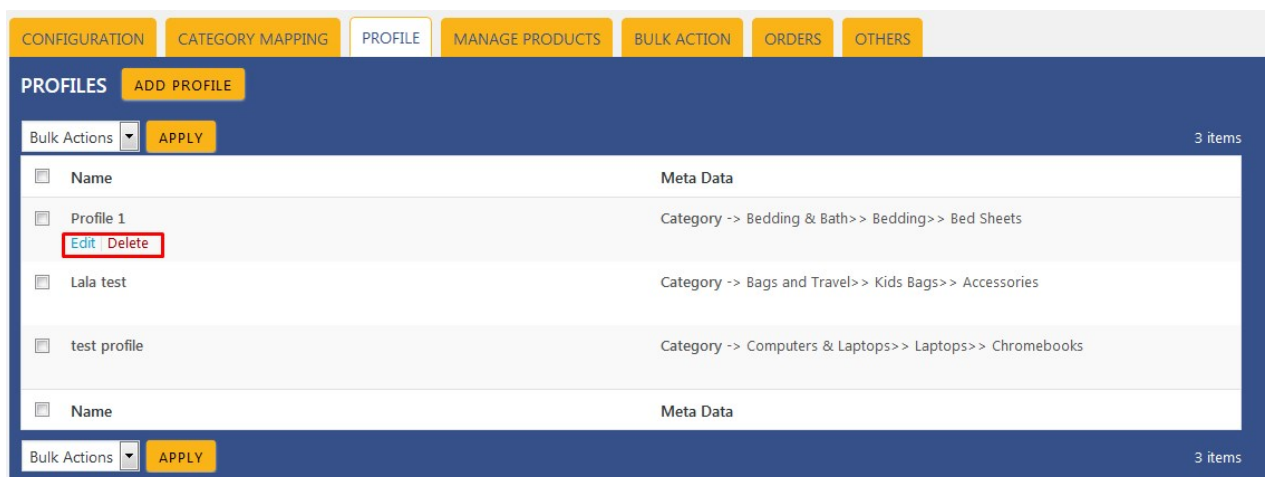 CONFIGURATION CATEGORY MAPPING PROFILE MANAGE PRODUCTS BULK ACTION ORDERS OTHERS
PROFILES ADD PROFILE
Bulk Actions APPLY 3 items
Name Meta Data
Profile 1 Category -> Bedding & Bath>> Bedding>> Bed Sheets
Edit | Delete
Lala test Category -> Bags and Travel>> Kids Bags>> Accessories
test profile Category -> Computers & Laptops>> Laptops>> Chromebooks
Name Meta Data
Bulk Actions APPLY 3 items